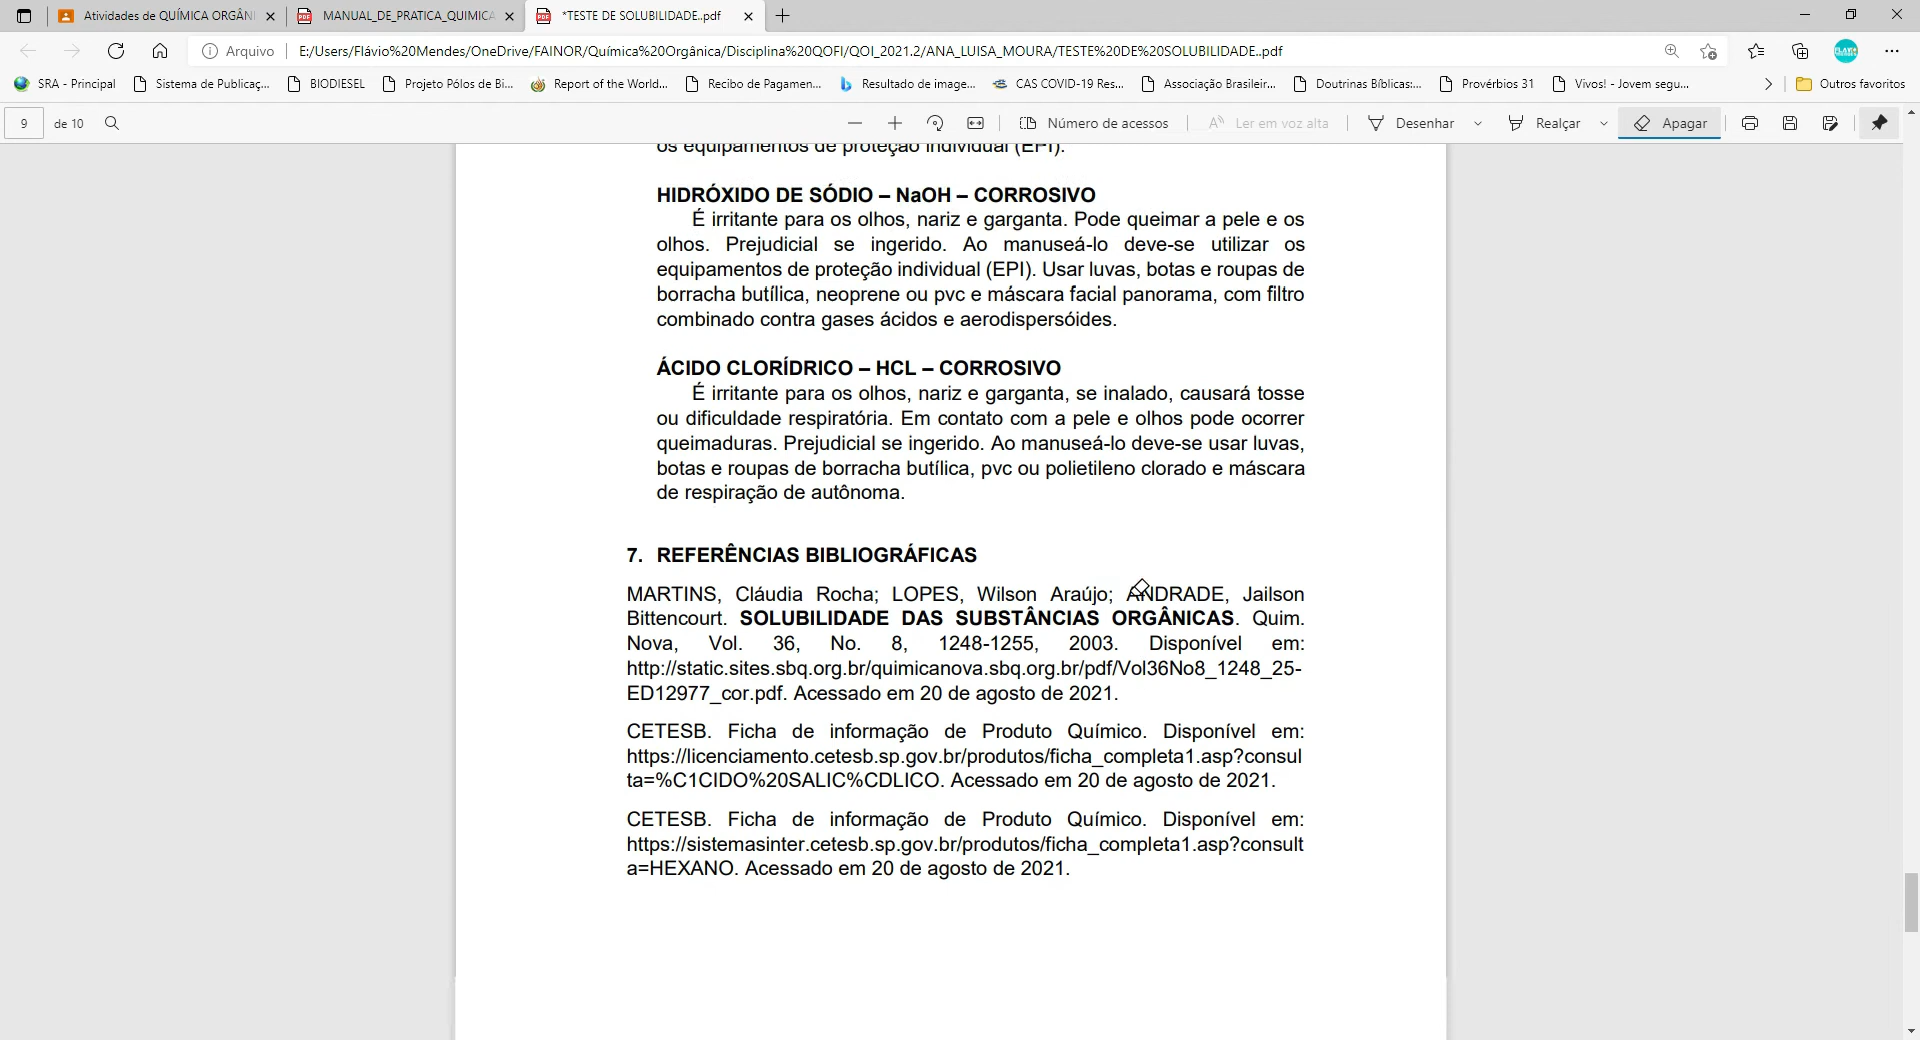 Atividades de QUÍMICA ORGÂNI
MANUAL_DE_PRATICA_QUIMICA
*TESTE DE SOLUBILIDADE..pdf
Arquivo
E:/Users/Flávio%20Mendes/OneDrive/FAINOR/Química%20Orgânica/Disciplina%20QOFI/QOI_2021.2/ANA_LUISA_MOURA/TESTE%20DE%20SOLUBILIDADE..pdf
SRA - Principal
Sistema de Publicaç...
BIODIESEL
Projeto Pólos de Bi...
Report of the World...
Recibo de Pagamen...
Resultado de image...
CAS COVID-19 Res...
Associação Brasileir...
Doutrinas Bíblicas:...
Provérbios 31
Vivos! - Jovem segu...
Outros favoritos
9 de 10
Número de acessos
Ler em voz alta
Desenhar
Realçar
Apagar
os equipamentos de proteção individual (EPI).
HIDRÓXIDO DE SÓDIO – NaOH – CORROSIVO
É irritante para os olhos, nariz e garganta. Pode queimar a pele e os
olhos. Prejudicial se ingerido. Ao manuseá-lo deve-se utilizar os
equipamentos de proteção individual (EPI). Usar luvas, botas e roupas de
borracha butílica, neoprene ou pvc e máscara facial panorama, com filtro
combinado contra gases ácidos e aerodispersóides.
ÁCIDO CLORÍDRICO – HCL – CORROSIVO
É irritante para os olhos, nariz e garganta, se inalado, causará tosse
ou dificuldade respiratória. Em contato com a pele e olhos pode ocorrer
queimaduras. Prejudicial se ingerido. Ao manuseá-lo deve-se usar luvas,
botas e roupas de borracha butílica, pvc ou polietileno clorado e máscara
de respiração de autônoma.
7. REFERÊNCIAS BIBLIOGRÁFICAS
MARTINS, Cláudia Rocha; LOPES, Wilson Araújo; ANDRADE, Jailson
Bittencourt. SOLUBILIDADE DAS SUBSTÂNCIAS ORGÂNICAS. Quim.
Nova, Vol. 36, No. 8, 1248-1255, 2003. Disponível em:
http://static.sites.sbq.org.br/quimicanova.sbq.org.br/pdf/Vol36No8_1248_25-
ED12977_cor.pdf. Acessado em 20 de agosto de 2021.
CETESB. Ficha de informação de Produto Químico. Disponível em:
https://licenciamento.cetesb.sp.gov.br/produtos/ficha_completa1.asp?consul
ta=%C1CIDO%20SALIC%CDLICO. Acessado em 20 de agosto de 2021.
CETESB. Ficha de informação de Produto Químico. Disponível em:
https://sistemasinter.cetesb.sp.gov.br/produtos/ficha_completa1.asp?consult
a=HEXANO. Acessado em 20 de agosto de 2021.